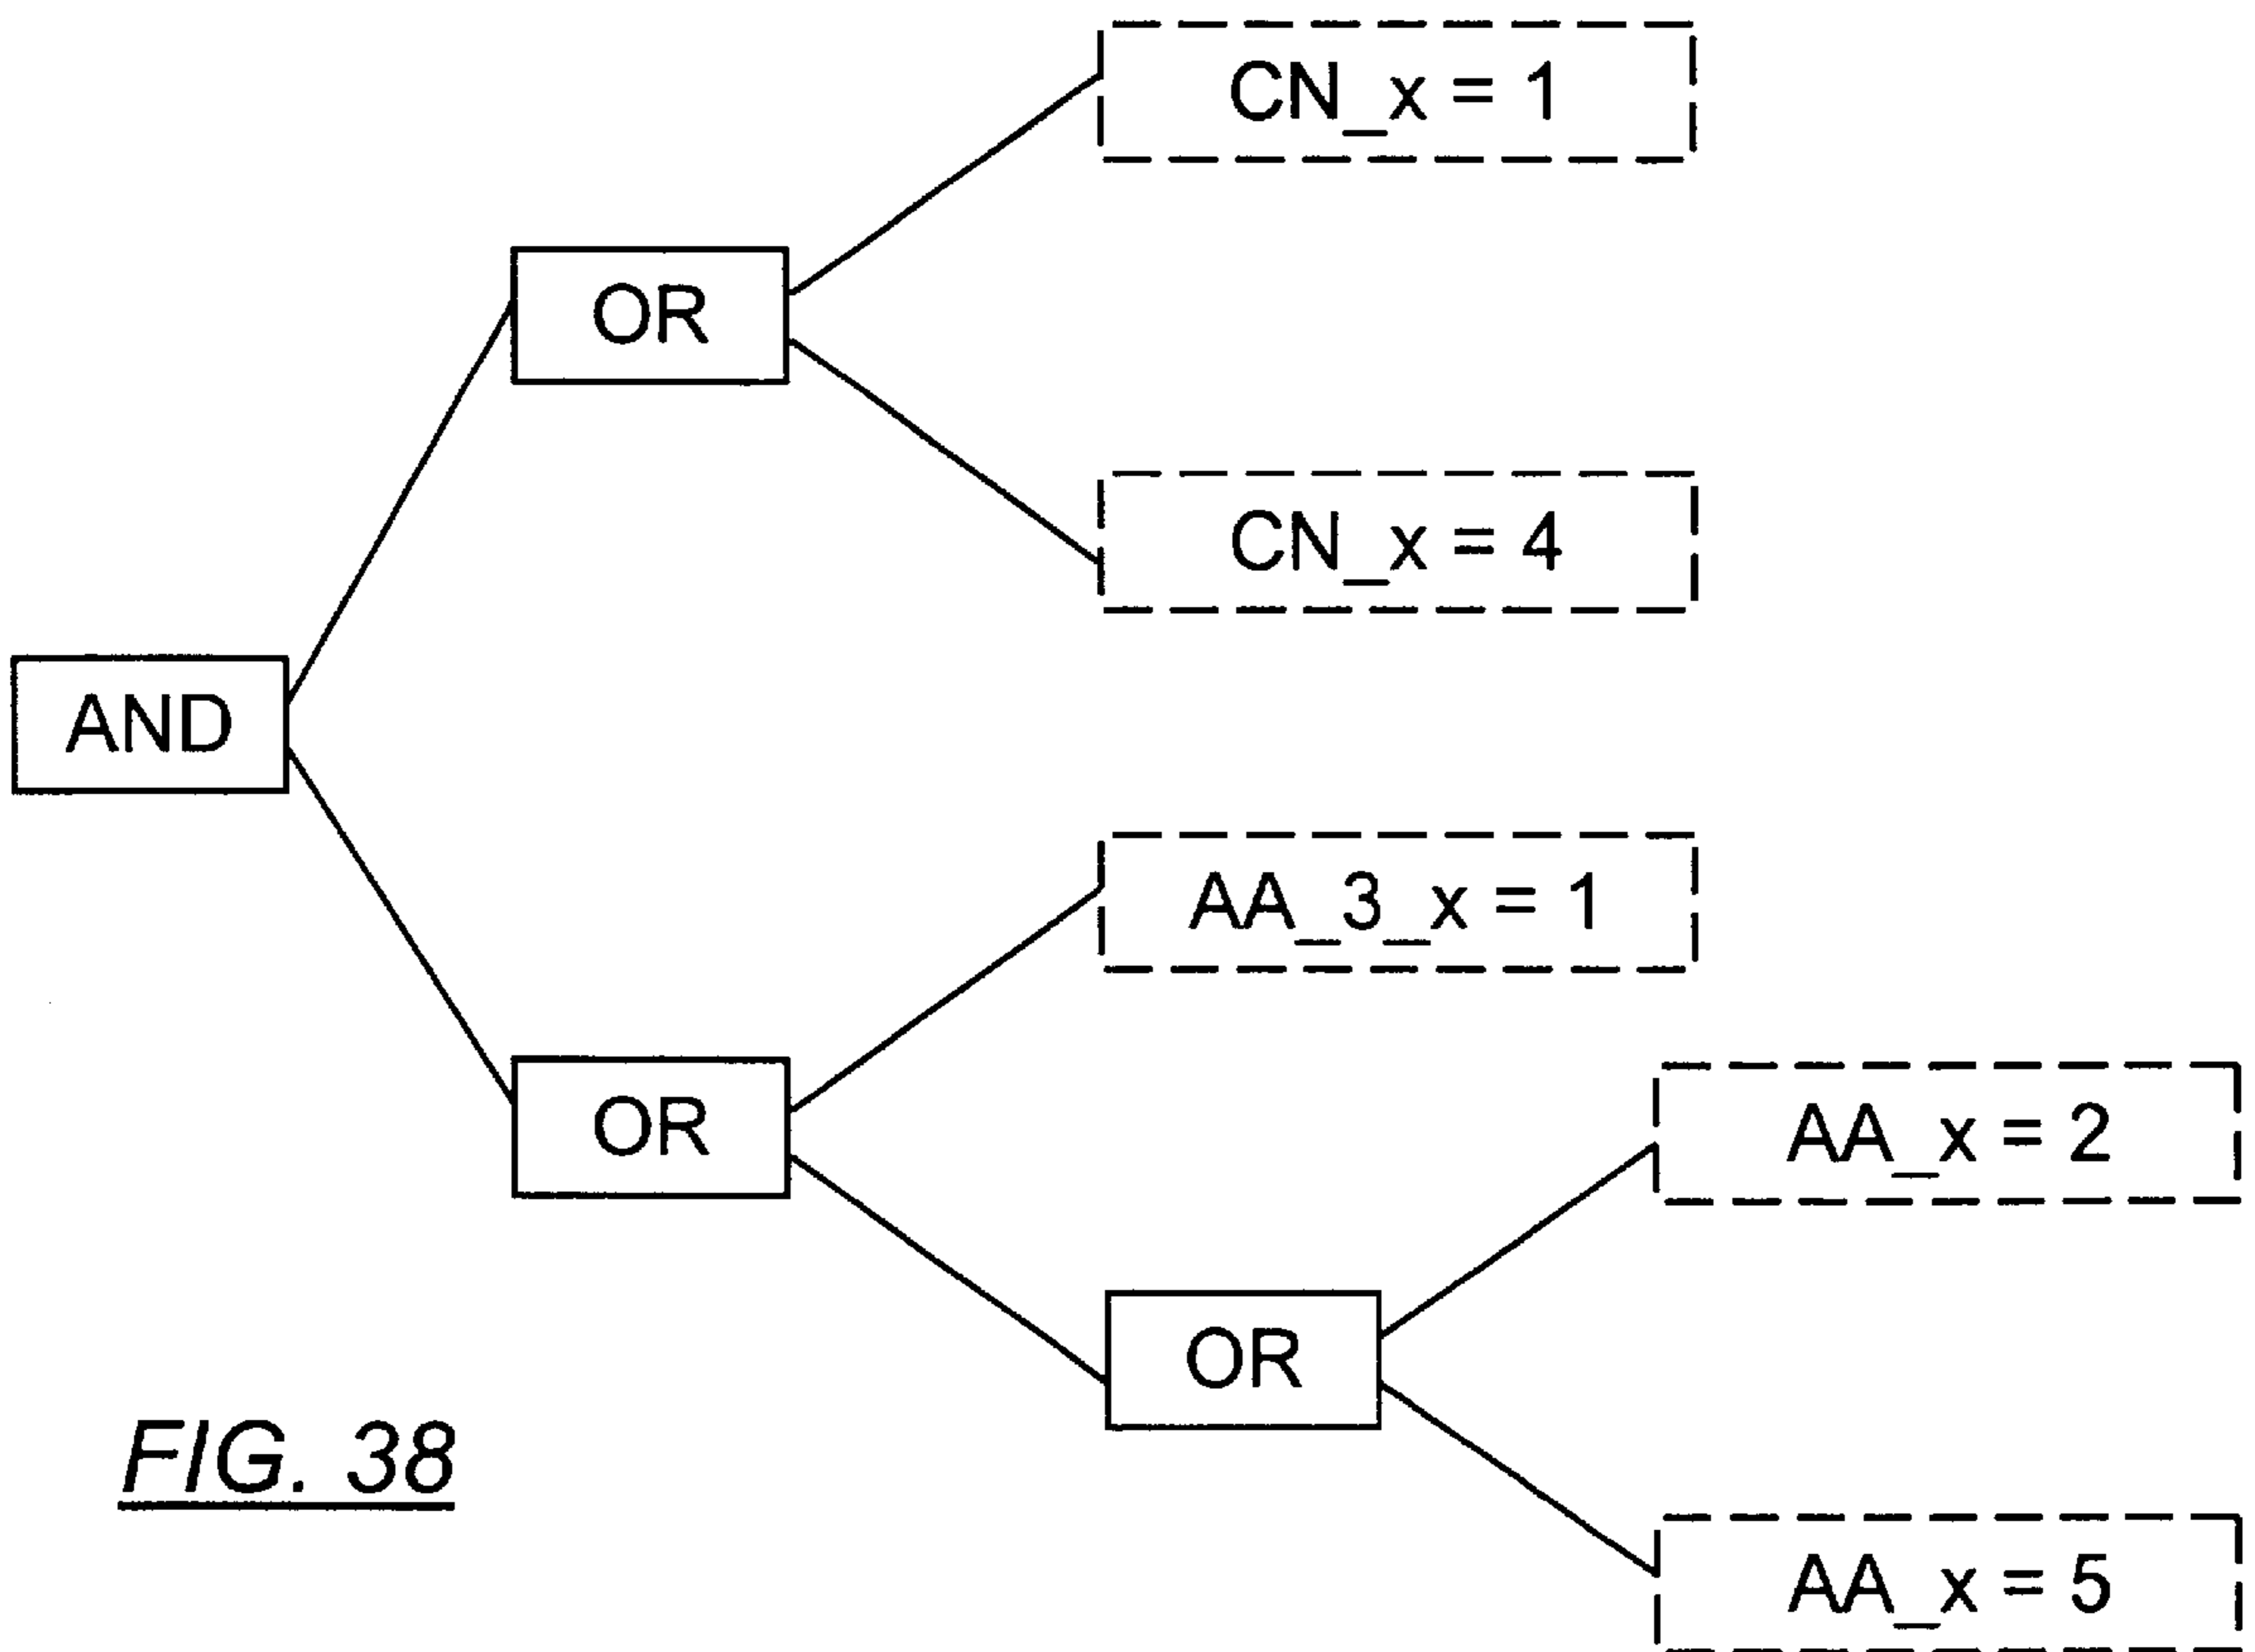 CN_x = 1
OR
CN_x = 4
AND
AA_3_x = 1
OR
AA_x = 2
OR
FIG. 38
AA_x = 5